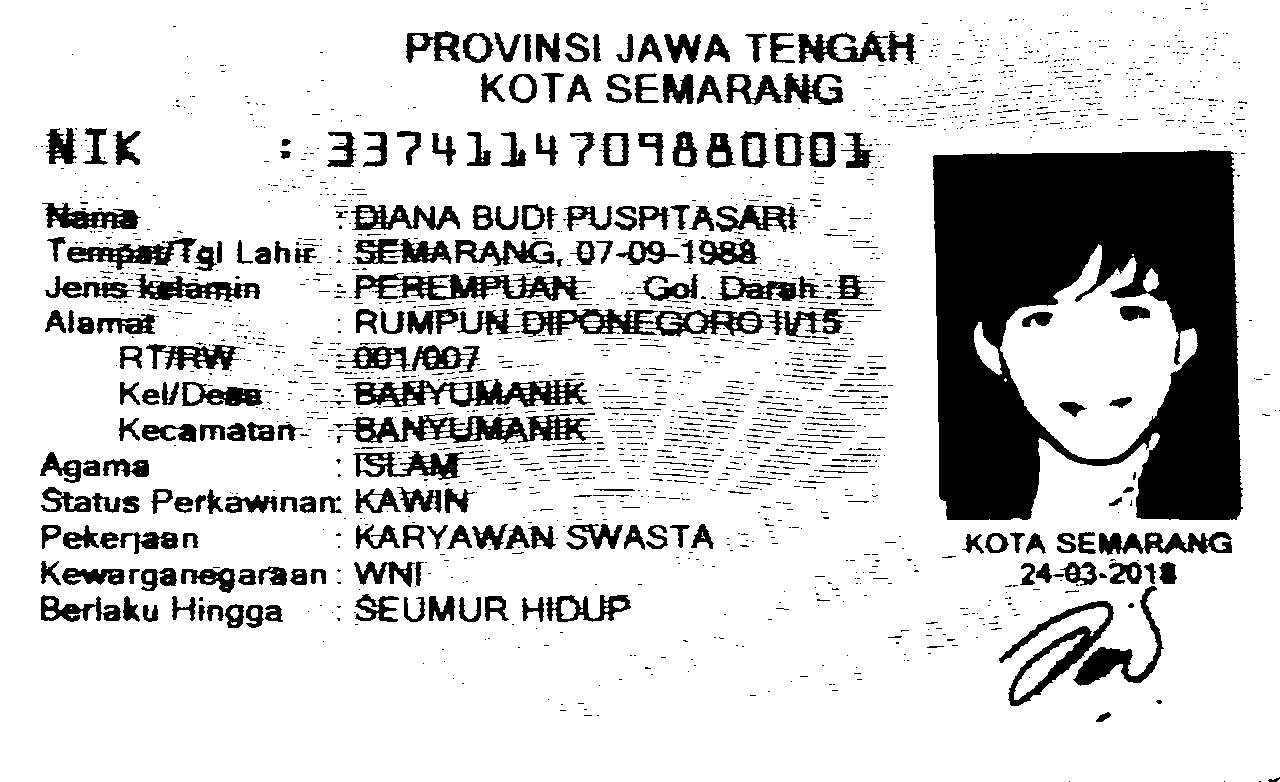 PROVINSI JAWA TENGAH
KOTA SEMARANG
NIK : 3374114709880001
Nama : DIANA BUDI PUSPITASARI
Tempat/Tgl Lahir : SEMARANG, 07-09-1988
Jenis kelamin : PEREMPUAN Gol. Darah : B
Alamat : RUMPUN DIPONEGORO II/15
RT/RW : 001/007
Kel/Desa : BANYUMANIK
Kecamatan : BANYUMANIK
Agama : ISLAM
Status Perkawinan: KAWIN
Pekerjaan : KARYAWAN SWASTA
Kewarganegaraan : WNI
Berlaku Hingga : SEUMUR HIDUP
KOTA SEMARANG
24-03-2018